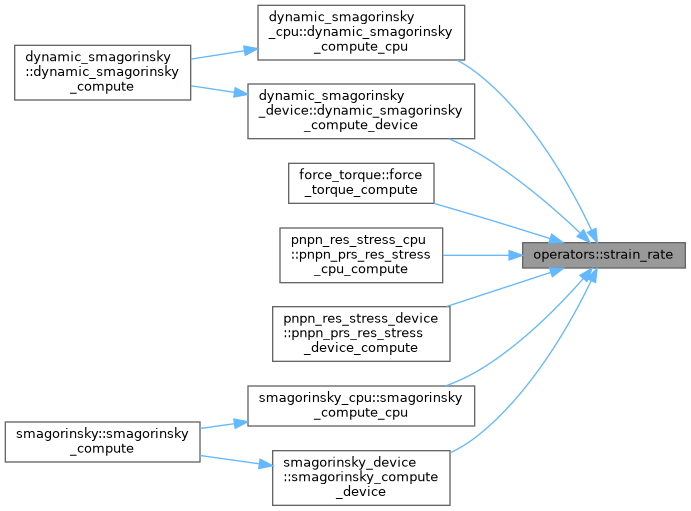 dynamic_smagorinsky
_cpu::dynamic_smagorinsky
_compute_cpu
dynamic_smagorinsky
::dynamic_smagorinsky
_compute
dynamic_smagorinsky
_device::dynamic_smagorinsky
_compute_device
force_torque::force
_torque_compute
pnpn_res_stress_cpu
::pnpn_prs_res_stress
_cpu_compute
operators::strain_rate
pnpn_res_stress_device
::pnpn_prs_res_stress
_device_compute
smagorinsky_cpu::smagorinsky
_compute_cpu
smagorinsky::smagorinsky
_compute
smagorinsky_device
::smagorinsky_compute
_device